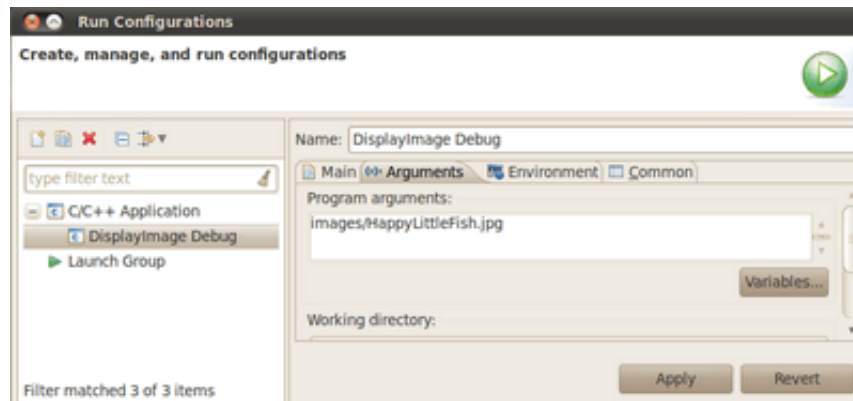 Run Configurations
Create, manage, and run configurations
type filter text
C/C++ Application
DisplayImage Debug
Launch Group
Filter matched 3 of 3 items
Name: DisplayImage Debug
Main Arguments Environment Common
Program arguments:
images/HappyLittleFish.jpg
Variables...
Working directory:
Apply Revert